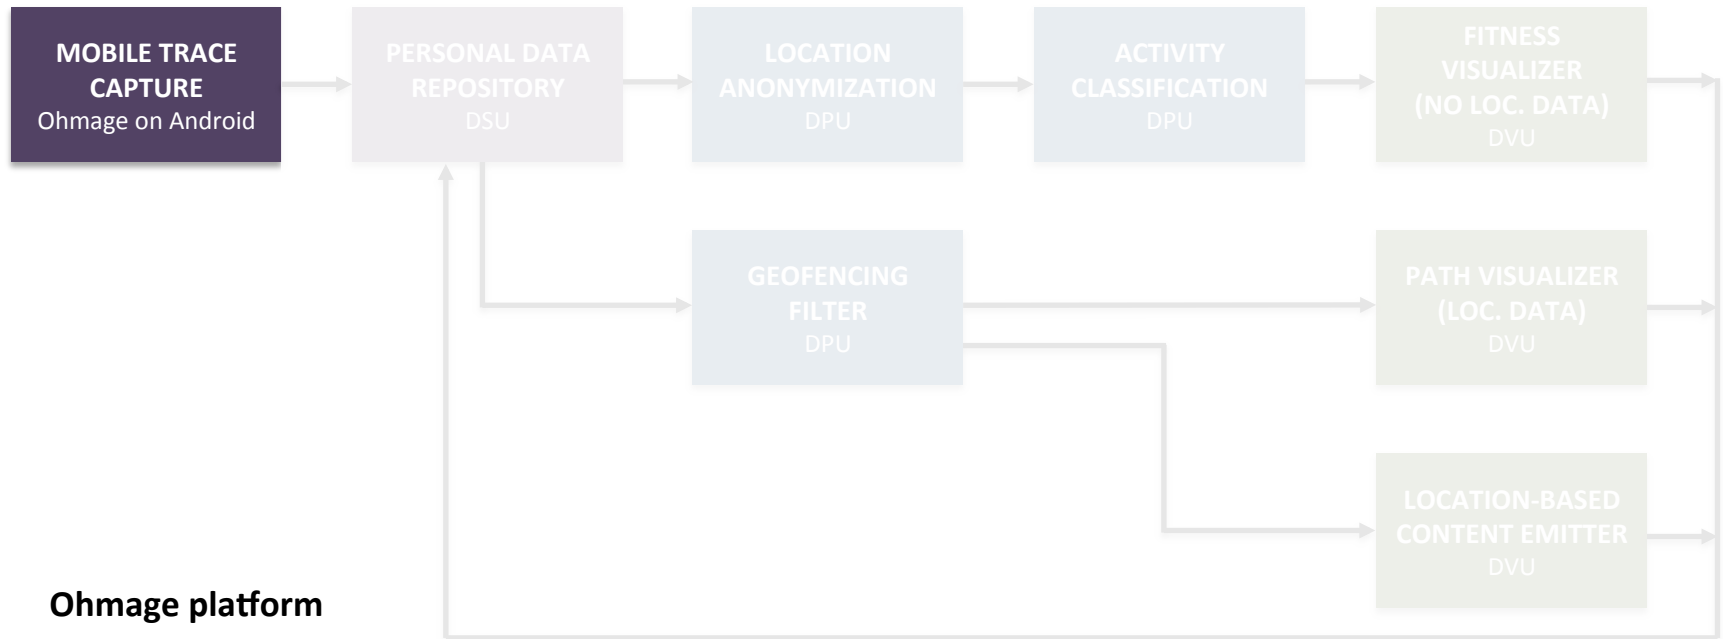 MOBILE TRACE
CAPTURE
Ohmage on Android
PERSONAL DATA
REPOSITORY
DSU
LOCATION
ANONYMIZATION
DPU
ACTIVITY
CLASSIFICATION
DPU
FITNESS
VISUALIZER
(NO LOC. DATA)
DVU
GEOFENCING
FILTER
DPU
PATH VISUALIZER
(LOC. DATA)
DVU
LOCATION-BASED
CONTENT EMITTER
DVU
Ohmage platform